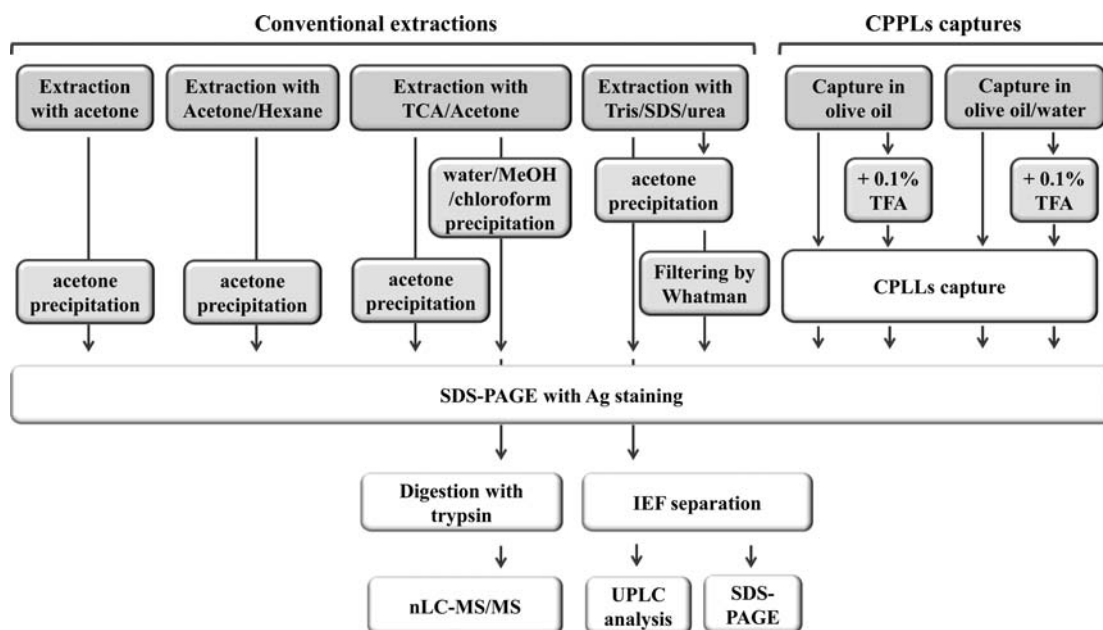 Conventional extractions
CPPLs captures
Extraction
with acetone
Extraction with
Acetone/Hexane
Extraction with
TCA/Acetone
Extraction with
Tris/SDS/urea
Capture in
olive oil
Capture in
olive oil/water
water/MeOH
/chloroform
precipitation
acetone
precipitation
+ 0.1%
TFA
+ 0.1%
TFA
acetone
precipitation
acetone
precipitation
acetone
precipitation
Filtering by
Whatman
CPLLs capture
SDS-PAGE with Ag staining
Digestion with
trypsin
IEF separation
nLC-MS/MS
UPLC
analysis
SDS-
PAGE